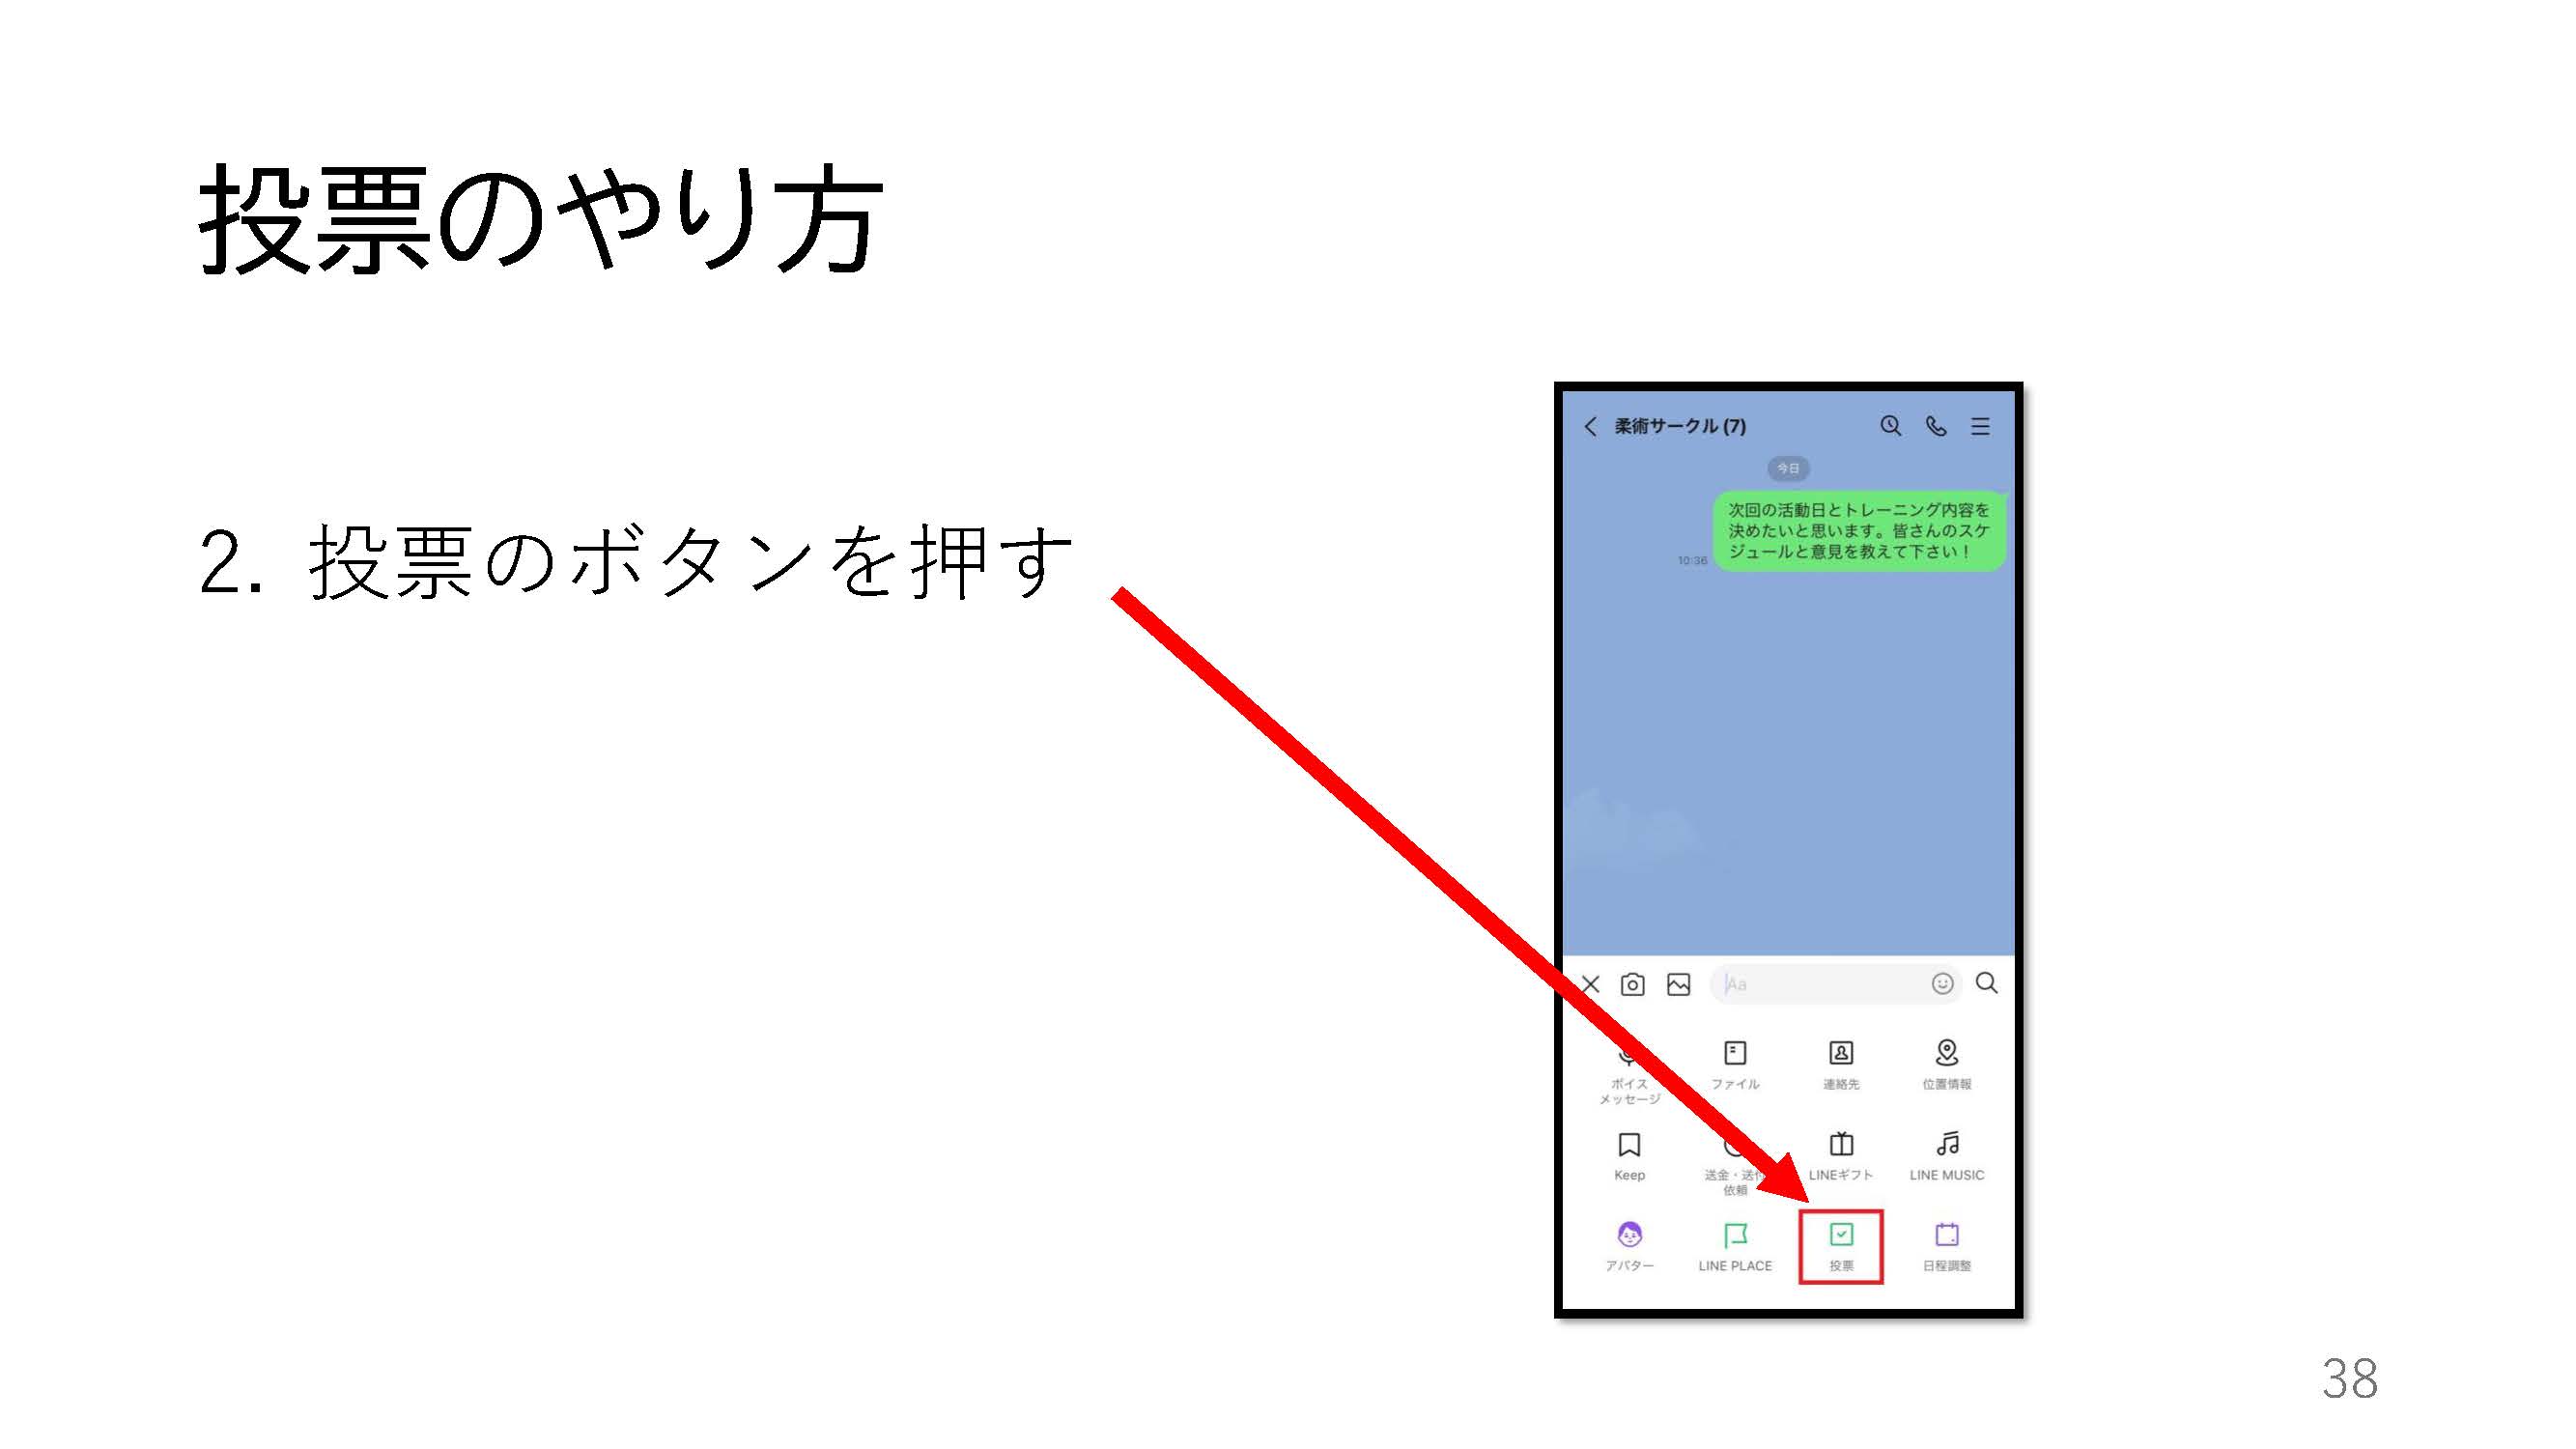 投票のやり方
2. 投票のボタンを押す
柔術サークル (7)
今日
次回の活動日とトレーニング内容を
決めたいと思います。皆さんのスケ
ジュールと意見を教えて下さい！
10:36
Aa
ボイス
メッセージ
ファイル
連絡先
位置情報
Keep
送金・送付
依頼
LINEギフト
LINE MUSIC
アバター
LINE PLACE
投票
日程調整
38